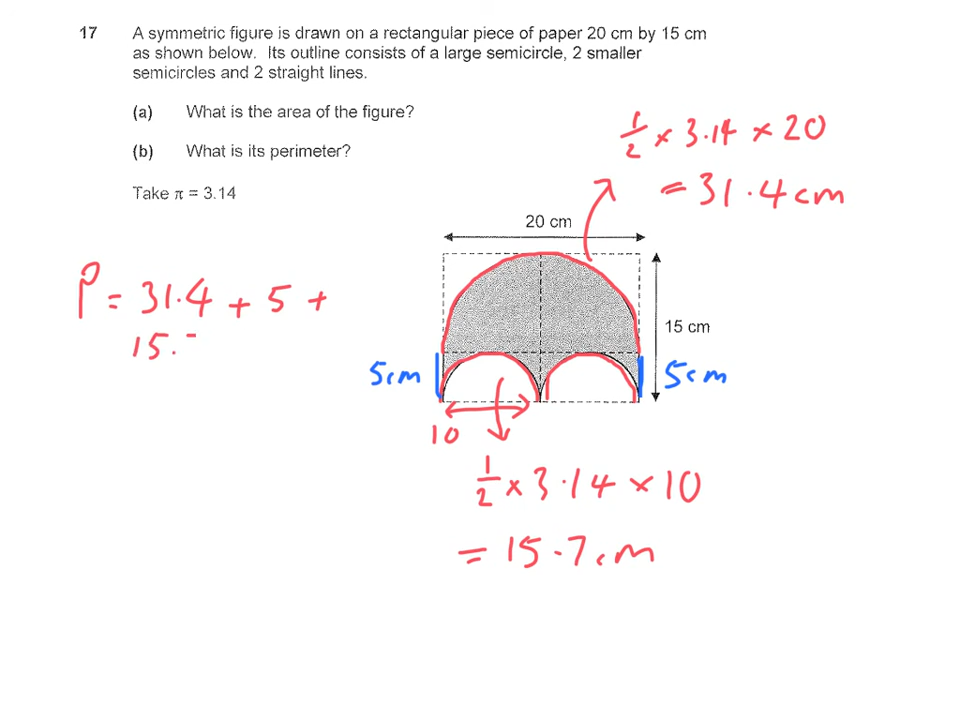 17 A symmetric figure is drawn on a rectangular piece of paper 20 cm by 15 cm
as shown below. Its outline consists of a large semicircle, 2 smaller
semicircles and 2 straight lines.
(a) What is the area of the figure?
(b) What is its perimeter?
Take π = 3.14
1/2 × 3.14 × 20
= 31.4 cm
20 cm
P = 31.4 + 5 +
15.
15 cm
5cm
5cm
10
1/2 × 3.14 × 10
= 15.7 cm